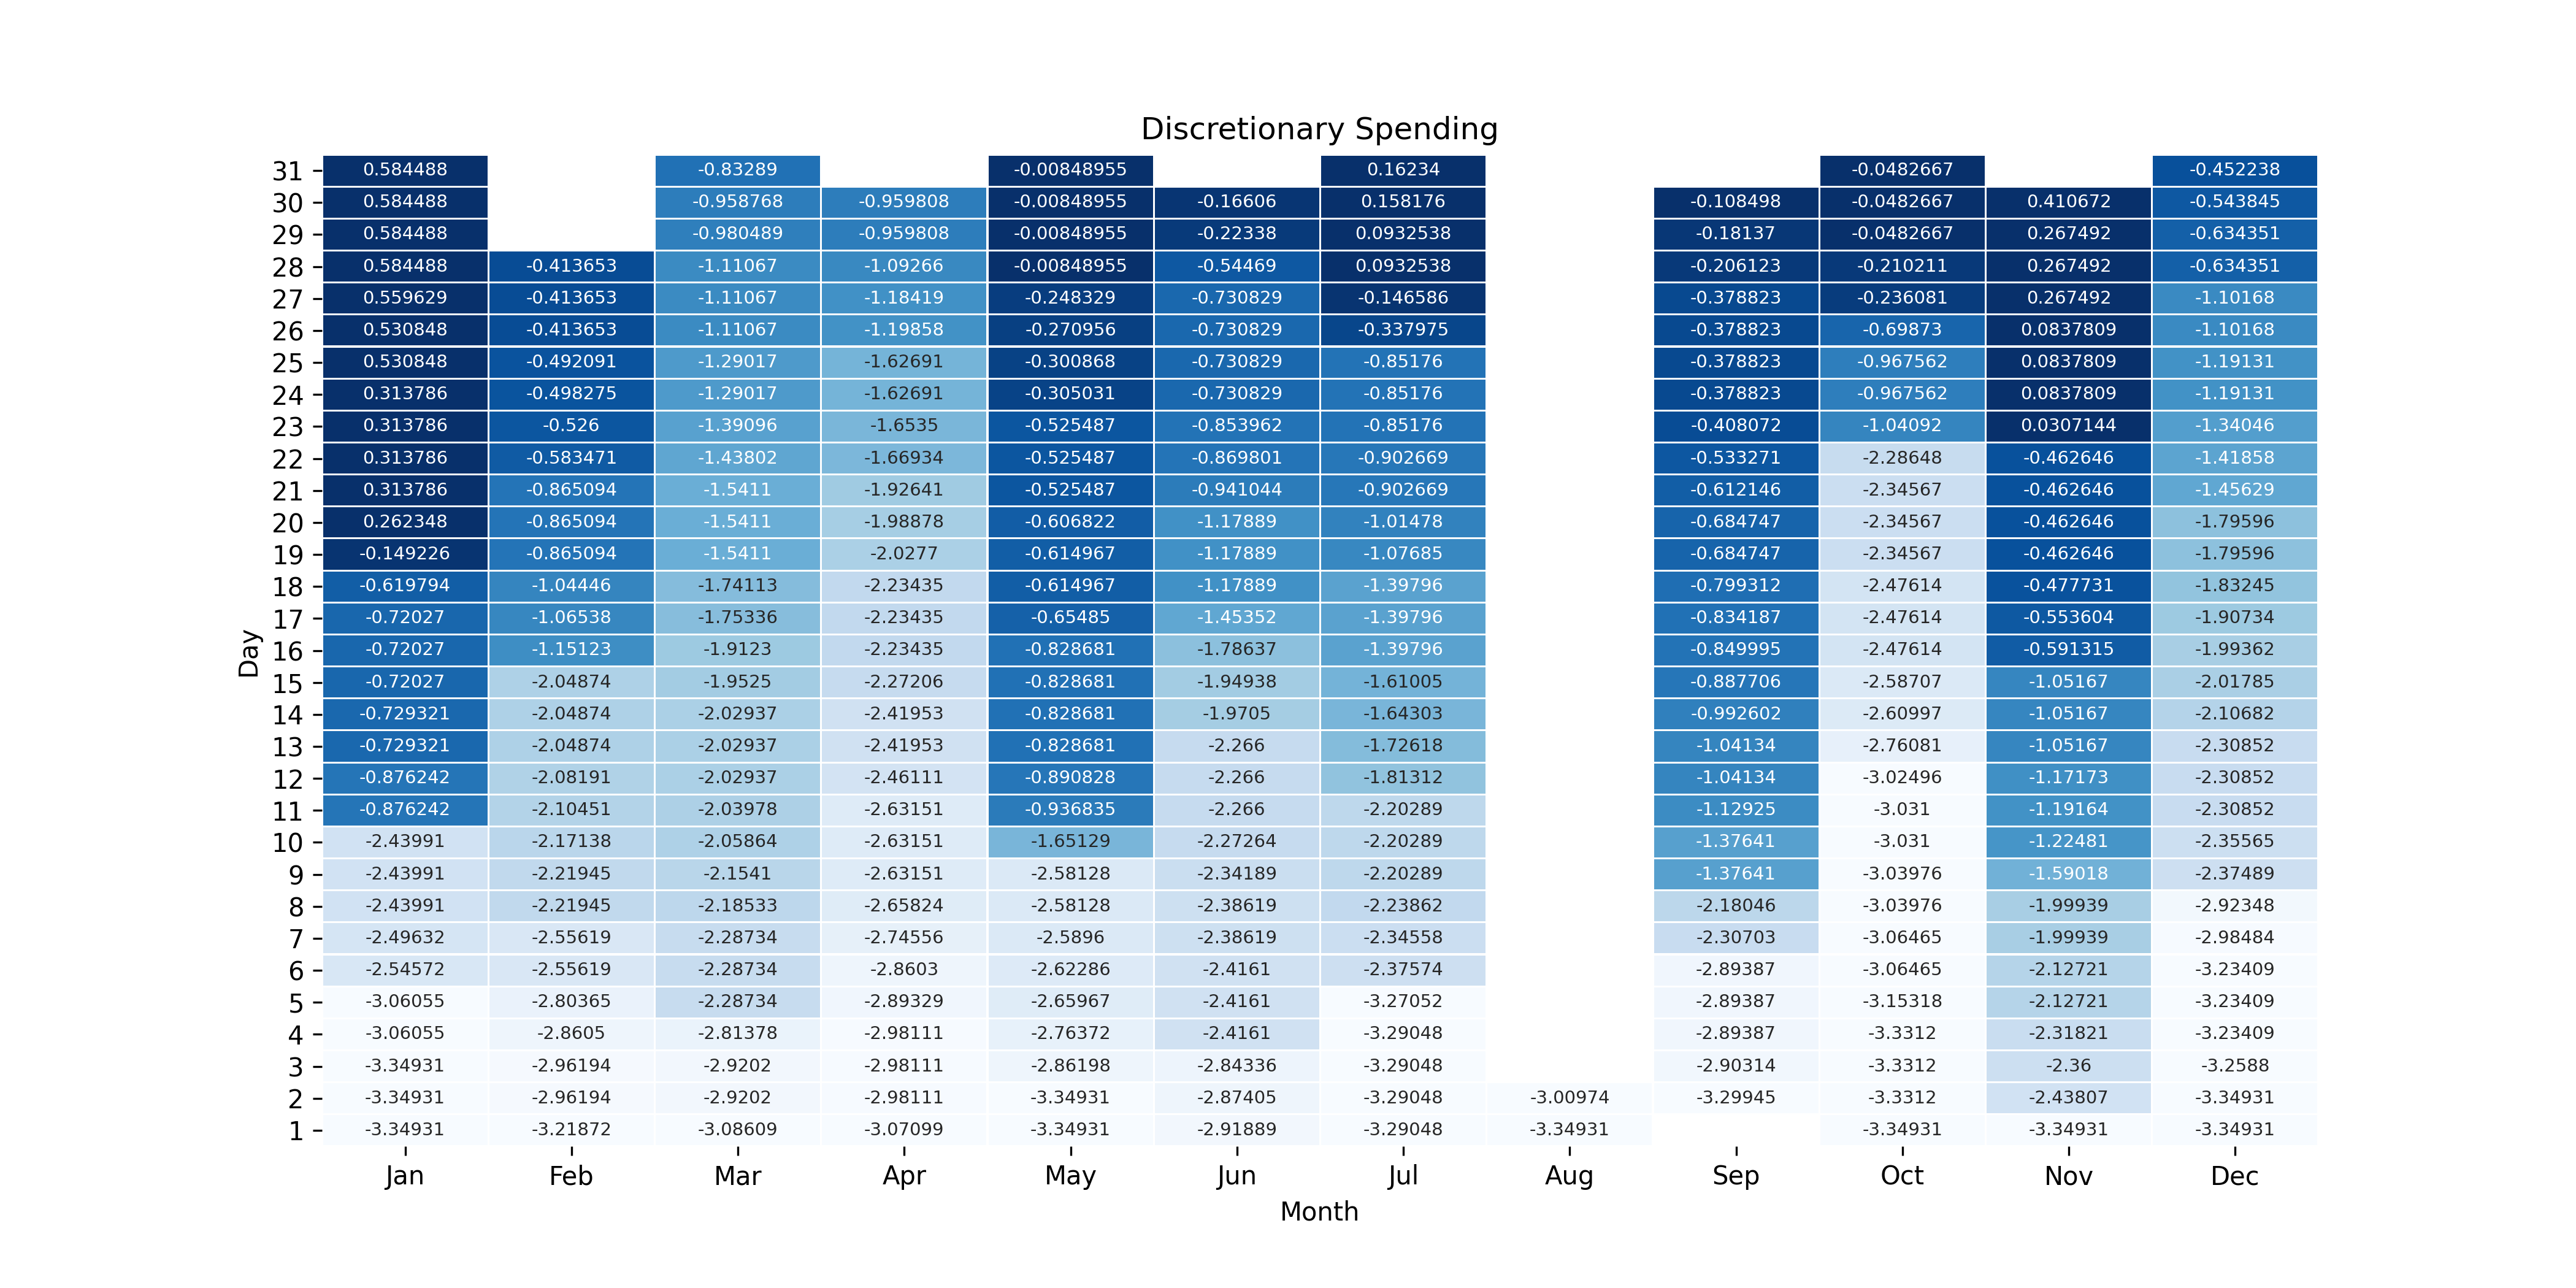 Discretionary Spending
31 0.584488 -0.83289 -0.00848955 0.16234 -0.0482667 -0.452238
30 0.584488 -0.958768 -0.959808 -0.00848955 -0.16606 0.158176 -0.108498 -0.0482667 0.410672 -0.543845
29 0.584488 -0.980489 -0.959808 -0.00848955 -0.22338 0.0932538 -0.18137 -0.0482667 0.267492 -0.634351
28 0.584488 -0.413653 -1.11067 -1.09266 -0.00848955 -0.54469 0.0932538 -0.206123 -0.210211 0.267492 -0.634351
27 0.559629 -0.413653 -1.11067 -1.18419 -0.248329 -0.730829 -0.146586 -0.378823 -0.236081 0.267492 -1.10168
26 0.530848 -0.413653 -1.11067 -1.19858 -0.270956 -0.730829 -0.337975 -0.378823 -0.69873 0.0837809 -1.10168
25 0.530848 -0.492091 -1.29017 -1.62691 -0.300868 -0.730829 -0.85176 -0.378823 -0.967562 0.0837809 -1.19131
24 0.313786 -0.498275 -1.29017 -1.62691 -0.305031 -0.730829 -0.85176 -0.378823 -0.967562 0.0837809 -1.19131
23 0.313786 -0.526 -1.39096 -1.6535 -0.525487 -0.853962 -0.85176 -0.408072 -1.04092 0.0307144 -1.34046
22 0.313786 -0.583471 -1.43802 -1.66934 -0.525487 -0.869801 -0.902669 -0.533271 -2.28648 -0.462646 -1.41858
21 0.313786 -0.865094 -1.5411 -1.92641 -0.525487 -0.941044 -0.902669 -0.612146 -2.34567 -0.462646 -1.45629
20 0.262348 -0.865094 -1.5411 -1.98878 -0.606822 -1.17889 -1.01478 -0.684747 -2.34567 -0.462646 -1.79596
19 -0.149226 -0.865094 -1.5411 -2.0277 -0.614967 -1.17889 -1.07685 -0.684747 -2.34567 -0.462646 -1.79596
18 -0.619794 -1.04446 -1.74113 -2.23435 -0.614967 -1.17889 -1.39796 -0.799312 -2.47614 -0.477731 -1.83245
17 -0.72027 -1.06538 -1.75336 -2.23435 -0.65485 -1.45352 -1.39796 -0.834187 -2.47614 -0.553604 -1.90734
16 -0.72027 -1.15123 -1.9123 -2.23435 -0.828681 -1.78637 -1.39796 -0.849995 -2.47614 -0.591315 -1.99362
15 -0.72027 -2.04874 -1.9525 -2.27206 -0.828681 -1.94938 -1.61005 -0.887706 -2.58707 -1.05167 -2.01785
14 -0.729321 -2.04874 -2.02937 -2.41953 -0.828681 -1.9705 -1.64303 -0.992602 -2.60997 -1.05167 -2.10682
13 -0.729321 -2.04874 -2.02937 -2.41953 -0.828681 -2.266 -1.72618 -1.04134 -2.76081 -1.05167 -2.30852
12 -0.876242 -2.08191 -2.02937 -2.46111 -0.890828 -2.266 -1.81312 -1.04134 -3.02496 -1.17173 -2.30852
11 -0.876242 -2.10451 -2.03978 -2.63151 -0.936835 -2.266 -2.20289 -1.12925 -3.031 -1.19164 -2.30852
10 -2.43991 -2.17138 -2.05864 -2.63151 -1.65129 -2.27264 -2.20289 -1.37641 -3.031 -1.22481 -2.35565
9 -2.43991 -2.21945 -2.1541 -2.63151 -2.58128 -2.34189 -2.20289 -1.37641 -3.03976 -1.59018 -2.37489
8 -2.43991 -2.21945 -2.18533 -2.65824 -2.58128 -2.38619 -2.23862 -2.18046 -3.03976 -1.99939 -2.92348
7 -2.49632 -2.55619 -2.28734 -2.74556 -2.5896 -2.38619 -2.34558 -2.30703 -3.06465 -1.99939 -2.98484
6 -2.54572 -2.55619 -2.28734 -2.8603 -2.62286 -2.4161 -2.37574 -2.89387 -3.06465 -2.12721 -3.23409
5 -3.06055 -2.80365 -2.28734 -2.89329 -2.65967 -2.4161 -3.27052 -2.89387 -3.15318 -2.12721 -3.23409
4 -3.06055 -2.8605 -2.81378 -2.98111 -2.76372 -2.4161 -3.29048 -2.89387 -3.3312 -2.31821 -3.23409
3 -3.34931 -2.96194 -2.9202 -2.98111 -2.86198 -2.84336 -3.29048 -2.90314 -3.3312 -2.36 -3.2588
2 -3.34931 -2.96194 -2.9202 -2.98111 -3.34931 -2.87405 -3.29048 -3.00974 -3.29945 -3.3312 -2.43807 -3.34931
1 -3.34931 -3.21872 -3.08609 -3.07099 -3.34931 -2.91889 -3.29048 -3.34931 -3.34931 -3.34931 -3.34931
Day
Jan Feb Mar Apr May Jun Jul Aug Sep Oct Nov Dec
Month